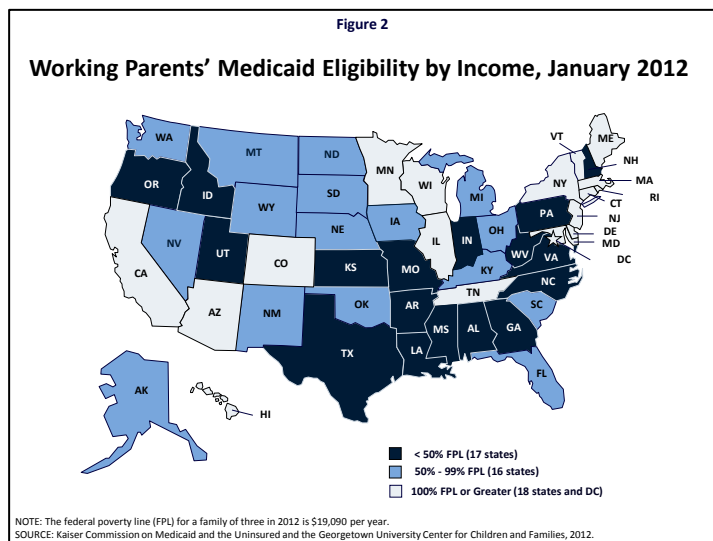 Figure 2
Working Parents' Medicaid Eligibility by Income, January 2012
WA
MT
ND
MN
VT
ME
NH
OR
ID
SD
WI
MI
NY
MA
RI
WY
IA
CT
NV
NE
PA
NJ
UT
IL
IN
OH
DE
CA
CO
KS
MO
WV
VA
MD
KY
DC
NC
AZ
NM
OK
TN
AR
SC
TX
MS
AL
GA
LA
FL
AK
HI
< 50% FPL (17 states)
50% - 99% FPL (16 states)
100% FPL or Greater (18 states and DC)
NOTE: The federal poverty line (FPL) for a family of three in 2012 is $19,090 per year.
SOURCE: Kaiser Commission on Medicaid and the Uninsured and the Georgetown University Center for Children and Families, 2012.